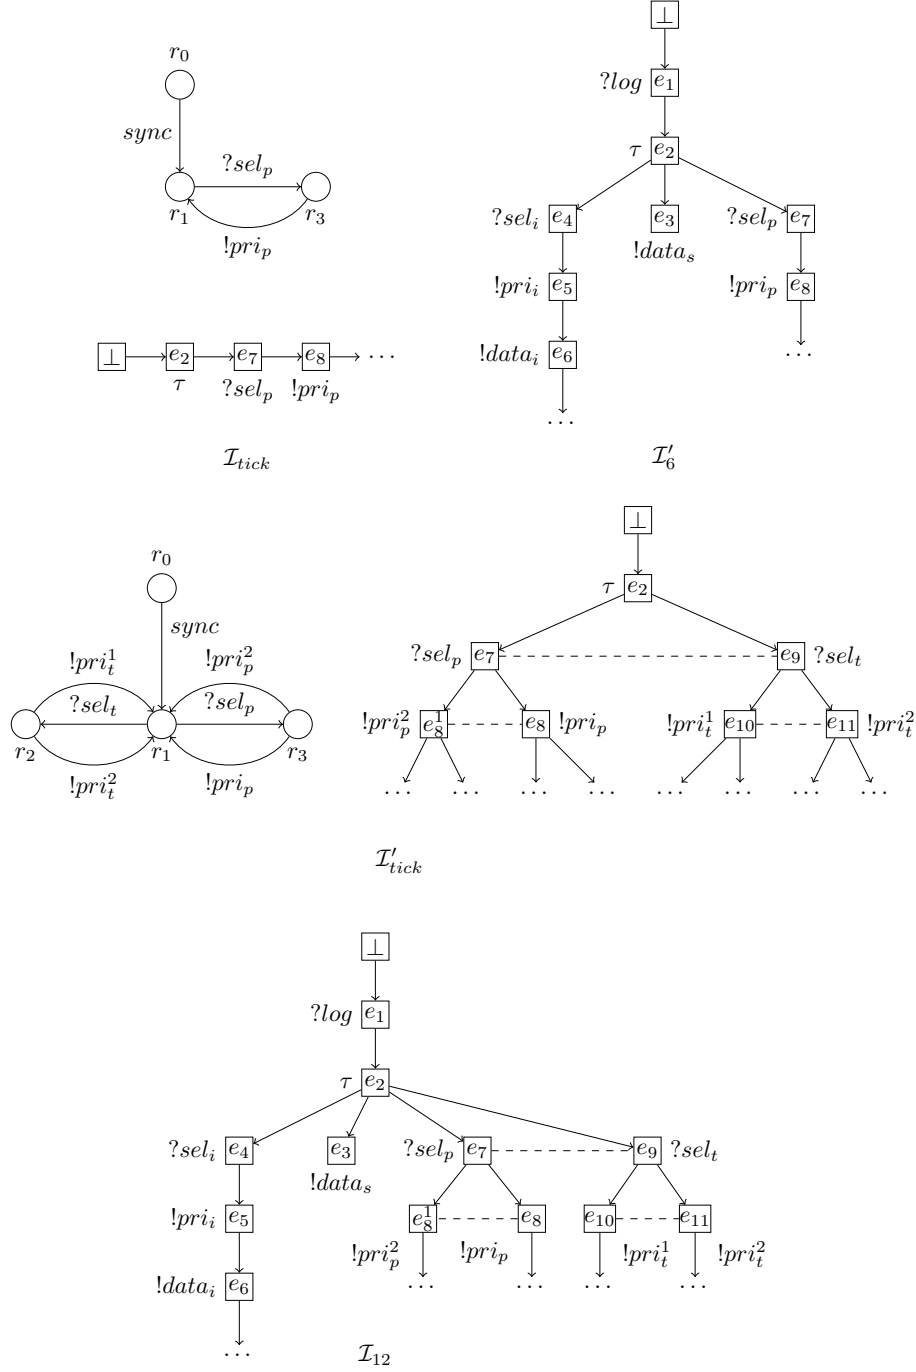 r₀
sync
?selₚ
r₁
r₃
!priₚ
⊥ e₂ e₇ e₈ ···
τ ?selₚ !priₚ
𝓘_tick
⊥
?log e₁
τ e₂
?selᵢ e₄ e₃ ?selₚ e₇
!dataₛ
!priᵢ e₅ !priₚ e₈
!dataᵢ e₆ ···
···
𝓘′₆
r₀
sync
!pri¹ₜ !pri²ₚ
?selₜ ?selₚ
r₂ r₁ r₃
!pri²ₜ !priₚ
⊥
τ e₂
?selₚ e₇ e₉ ?selₜ
!pri²ₚ e¹₈ e₈ !priₚ !pri¹ₜ e₁₀ e₁₁ !pri²ₜ
··· ··· ··· ··· ··· ··· ··· ···
𝓘′_tick
⊥
?log e₁
τ e₂
?selᵢ e₄ e₃ ?selₚ e₇ e₉ ?selₜ
!dataₛ
!priᵢ e₅ e¹₈ e₈ e₁₀ e₁₁
!pri²ₚ !priₚ !pri¹ₜ !pri²ₜ
!dataᵢ e₆ ··· ··· ··· ···
···
𝓘₁₂